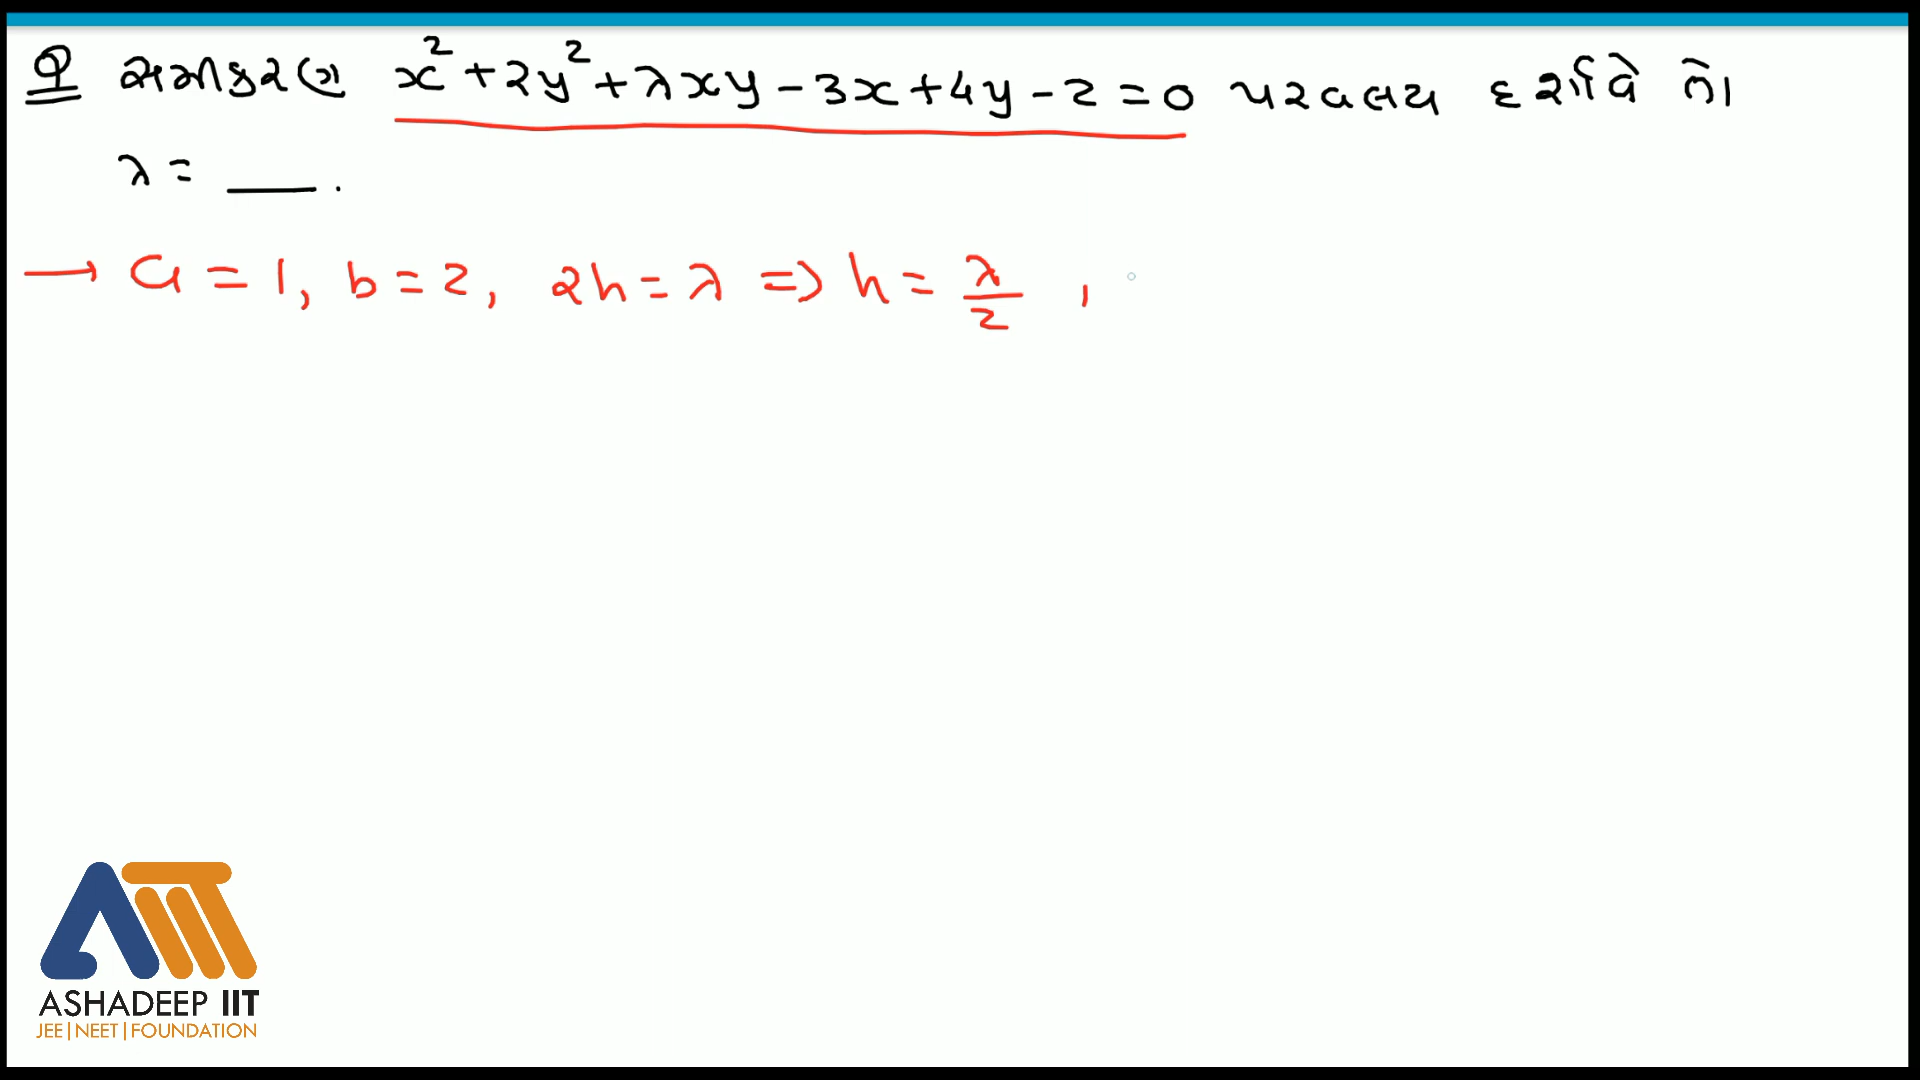 Q સમીકરણ x² + 2y² + λxy - 3x + 4y - 2 = 0 પરવલય દર્શાવે તો
λ = ___ .
→ a = 1, b = 2, 2h = λ => h = λ/2 ,
ASHADEEP IIT
JEE|NEET|FOUNDATION